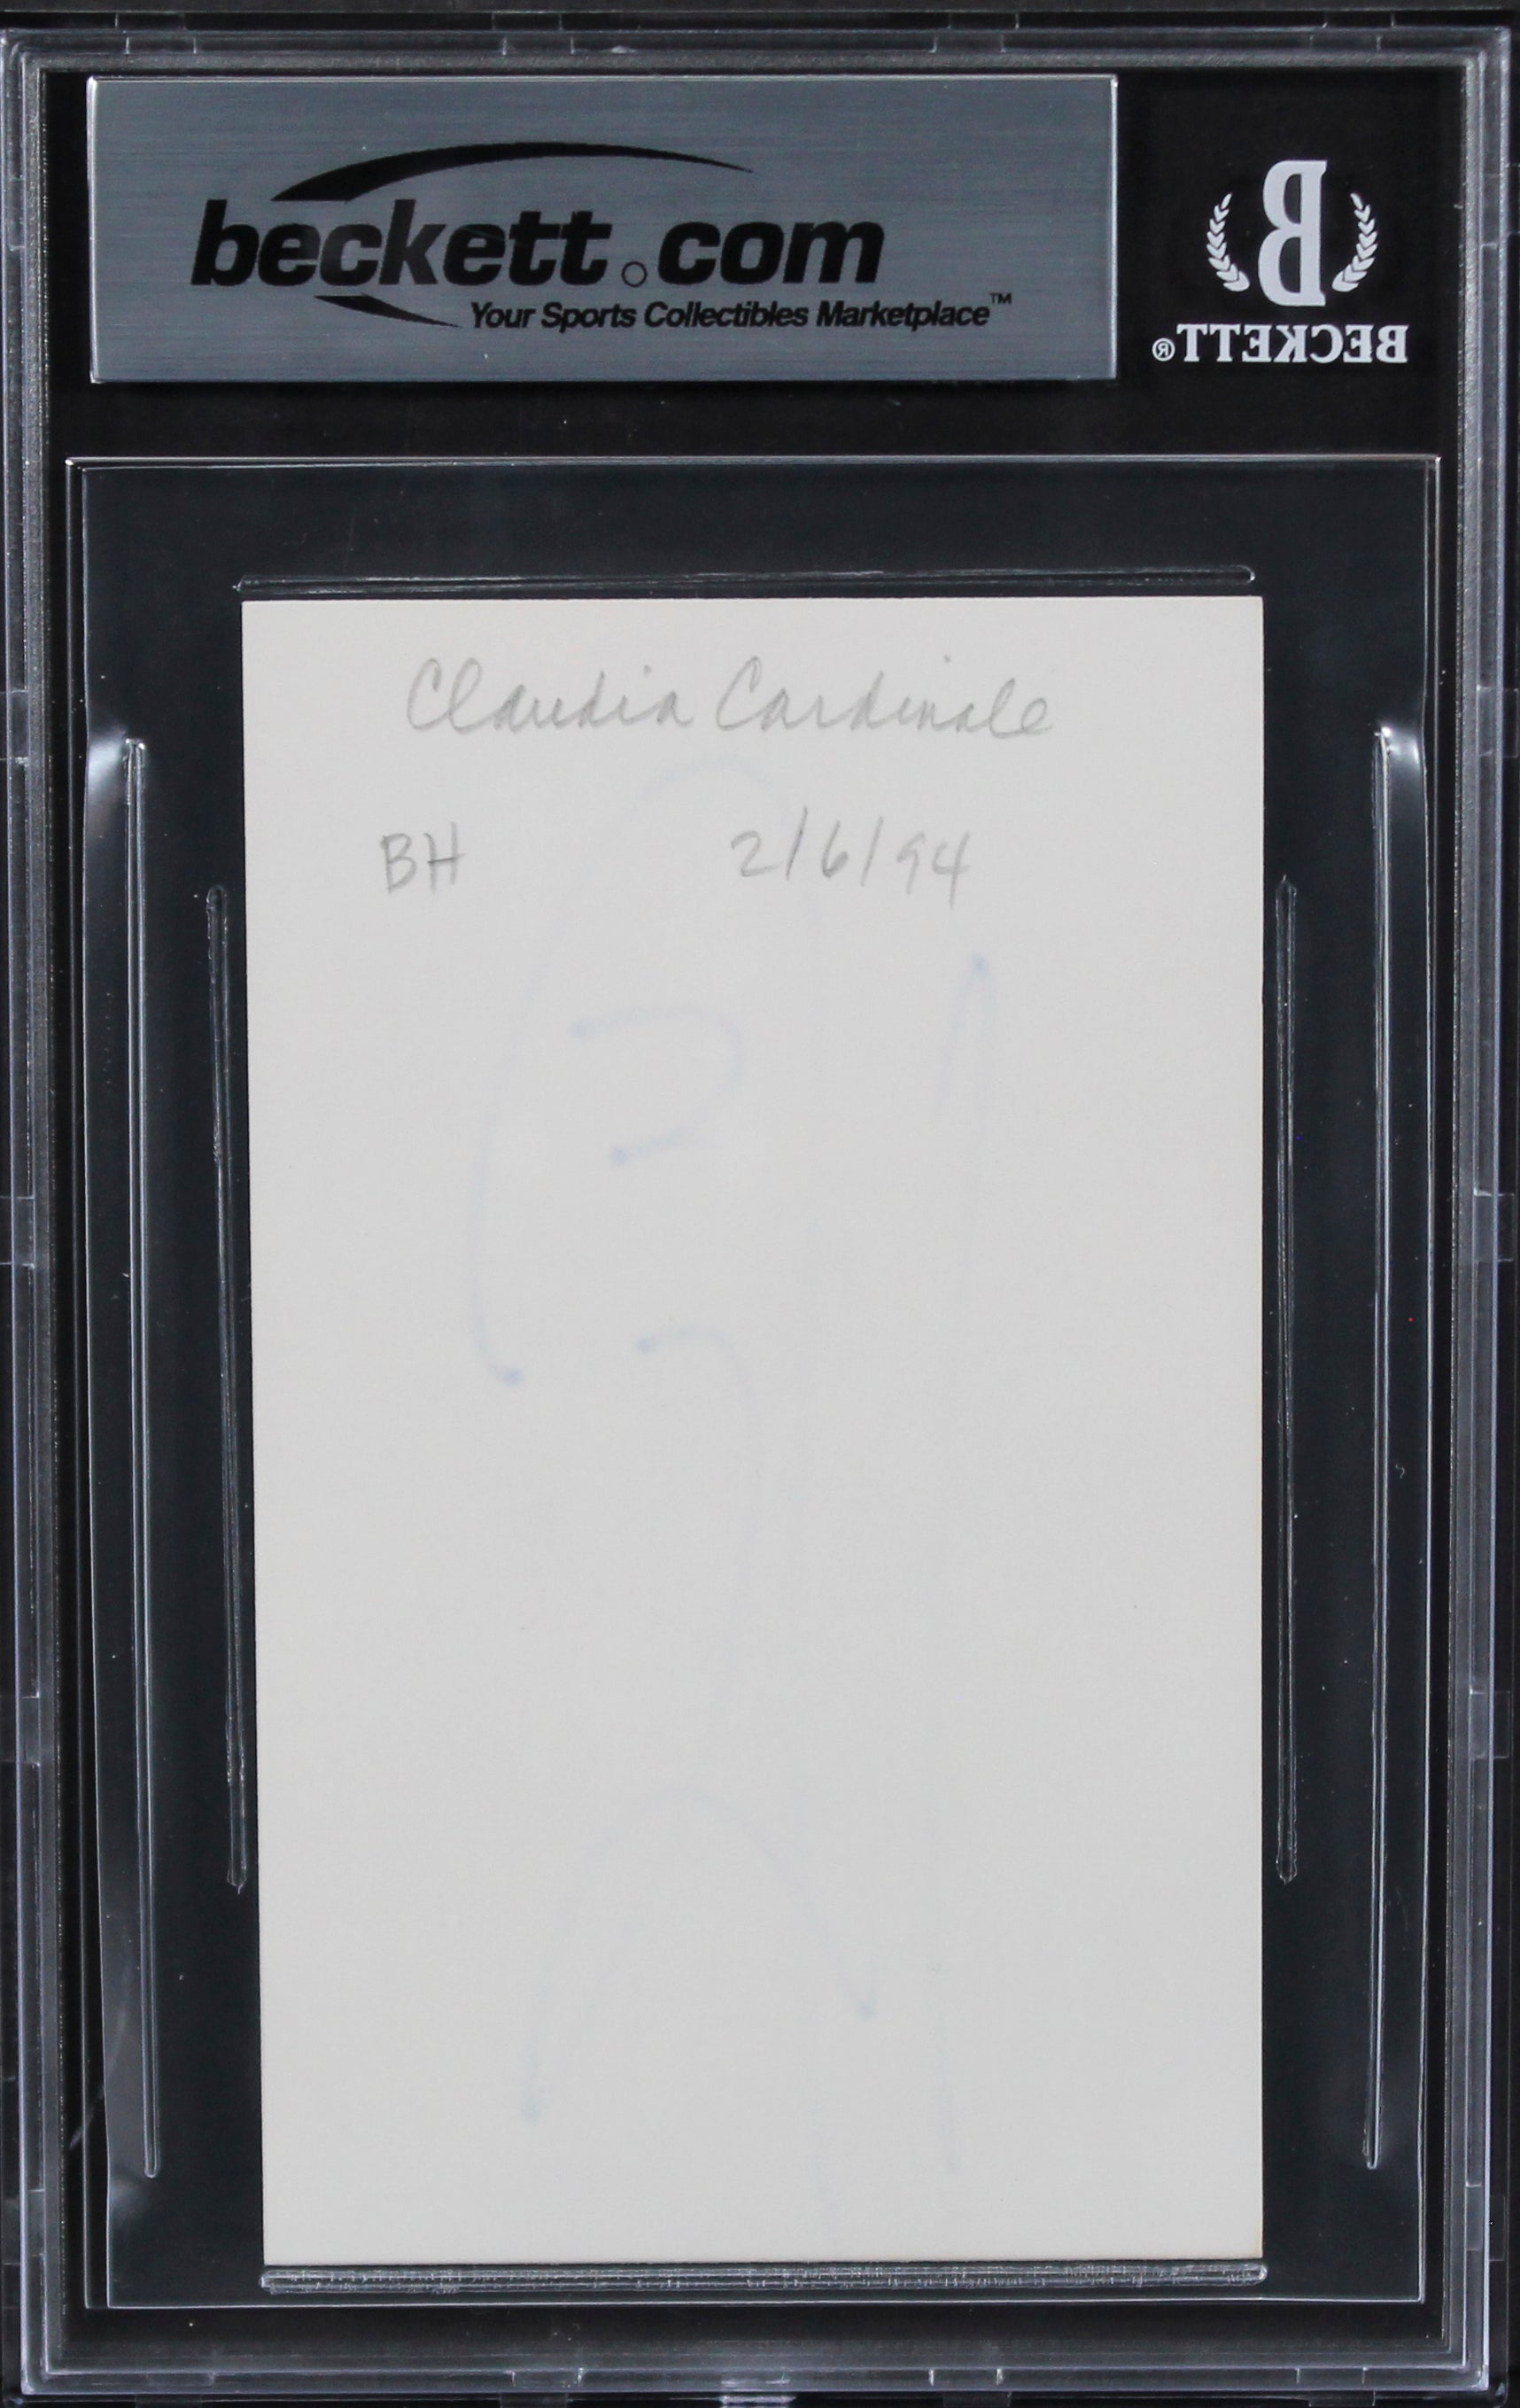 beckett.com
Your Sports Collectibles Marketplace™
BECKETT®
Claudia Cardinale
BH 2/6/94